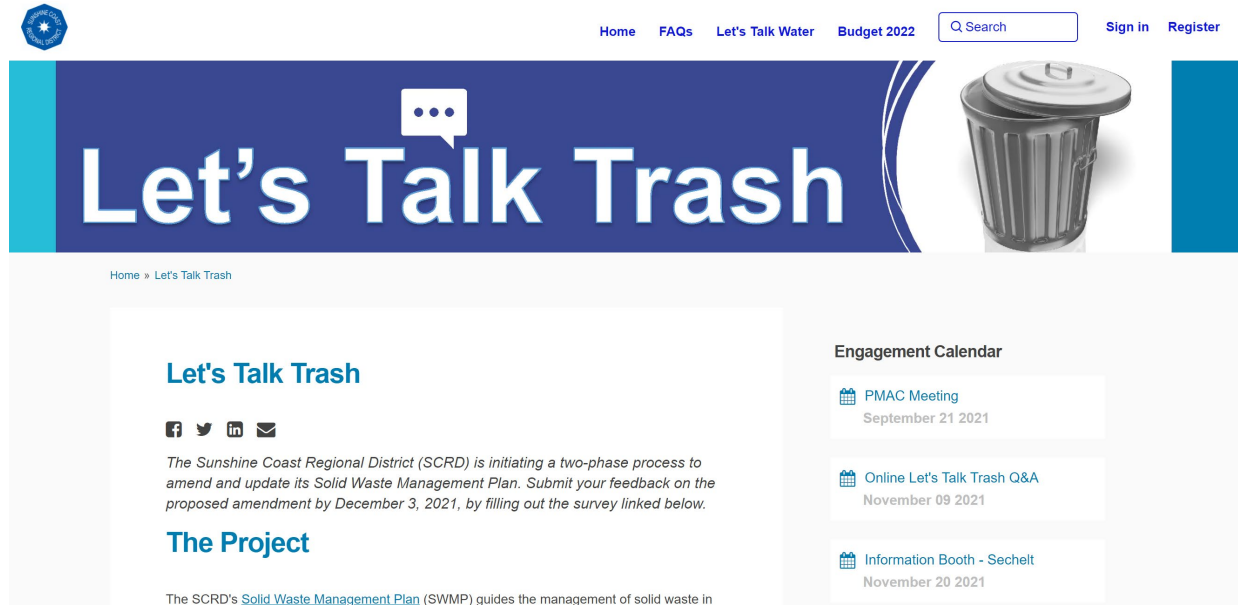 SUNSHINE COAST
REGIONAL DISTRICT
Home FAQs Let's Talk Water Budget 2022 Search Sign in Register
Let's Talk Trash
Home » Let's Talk Trash
Let's Talk Trash
The Sunshine Coast Regional District (SCRD) is initiating a two-phase process to
amend and update its Solid Waste Management Plan. Submit your feedback on the
proposed amendment by December 3, 2021, by filling out the survey linked below.
The Project
The SCRD's Solid Waste Management Plan (SWMP) guides the management of solid waste in
Engagement Calendar
PMAC Meeting
September 21 2021
Online Let's Talk Trash Q&A
November 09 2021
Information Booth - Sechelt
November 20 2021